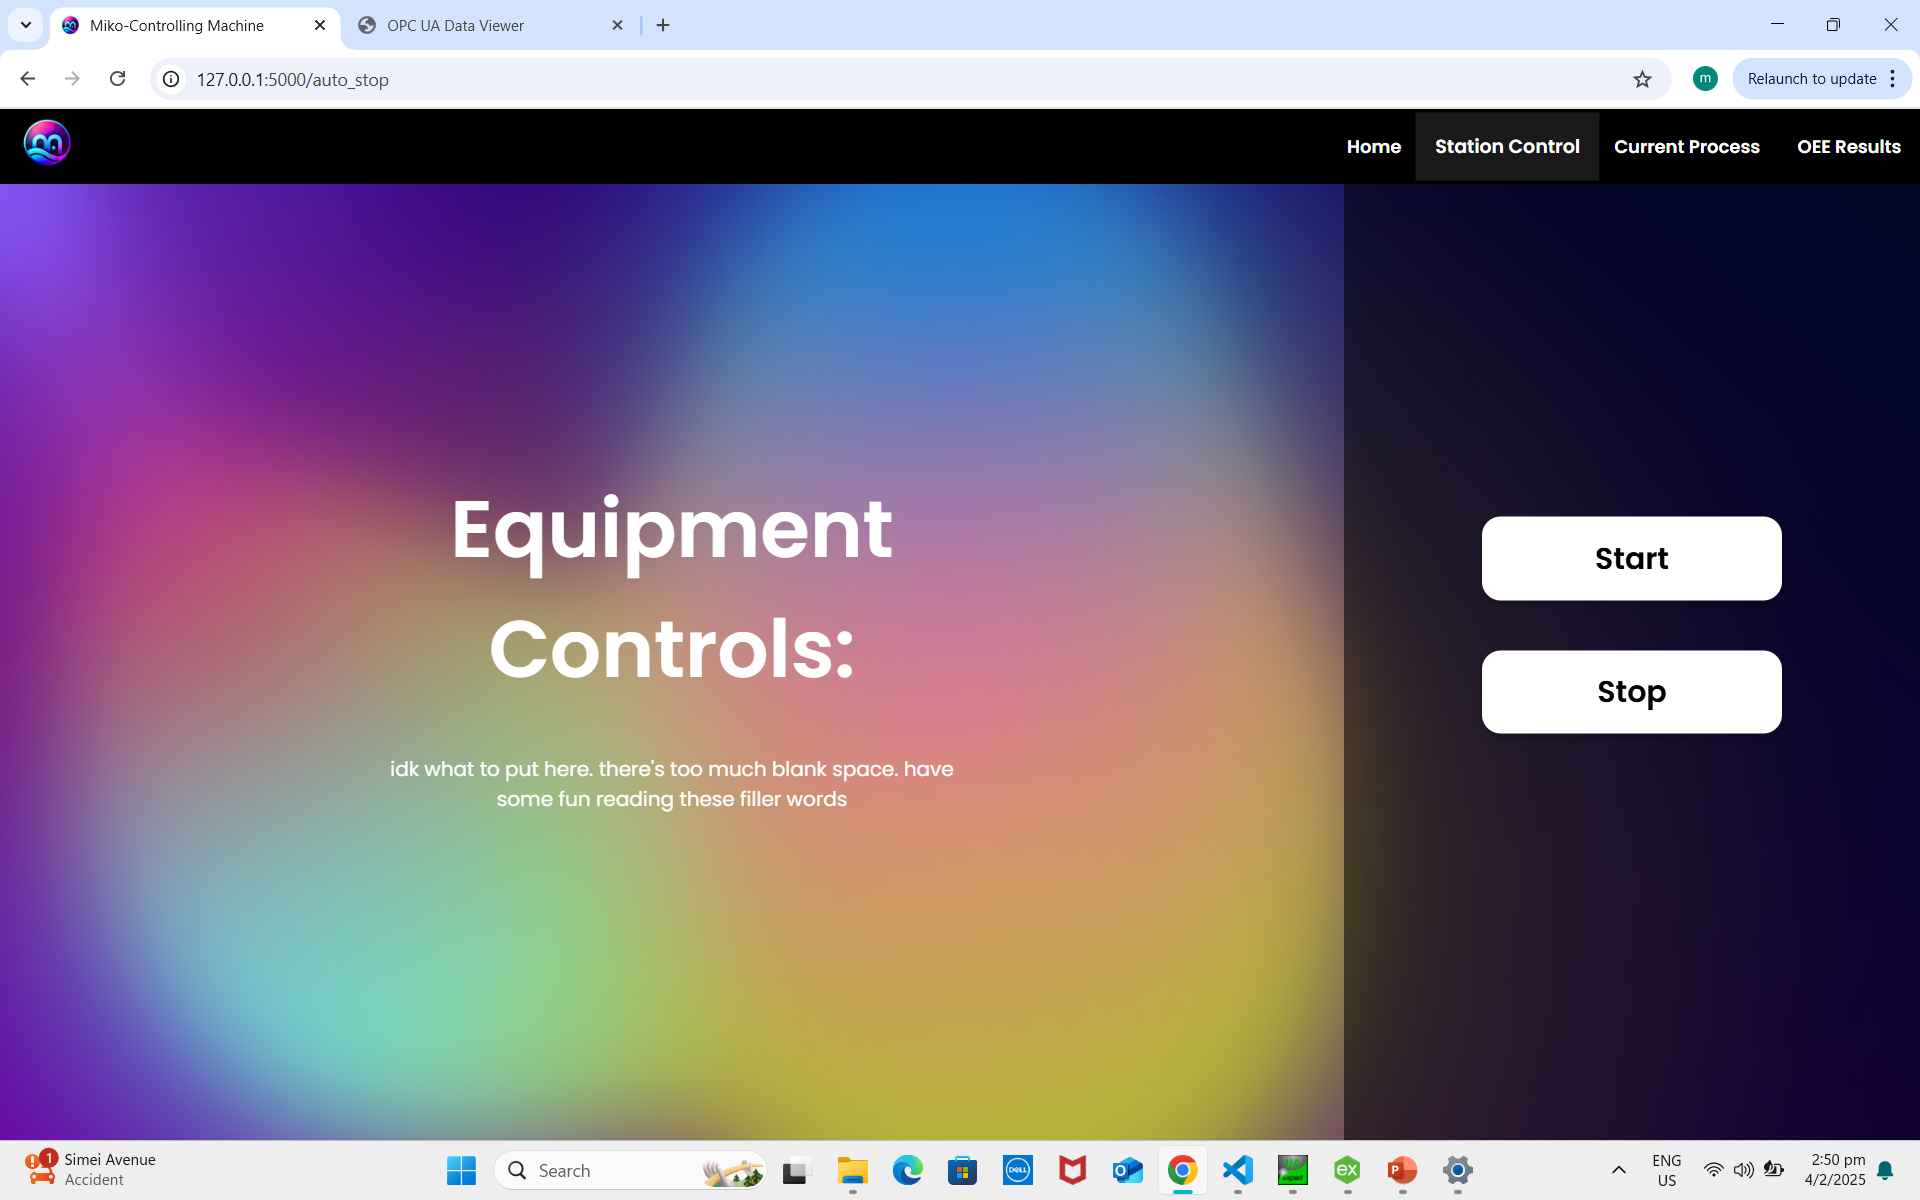 Miko-Controlling Machine
OPC UA Data Viewer
127.0.0.1:5000/auto_stop
m
Relaunch to update
Home
Station Control
Current Process
OEE Results
Equipment
Controls:
idk what to put here. there's too much blank space. have
some fun reading these filler words
Start
Stop
1
Simei Avenue
Accident
Search
DELL
ex
P
ENG
US
2:50 pm
4/2/2025